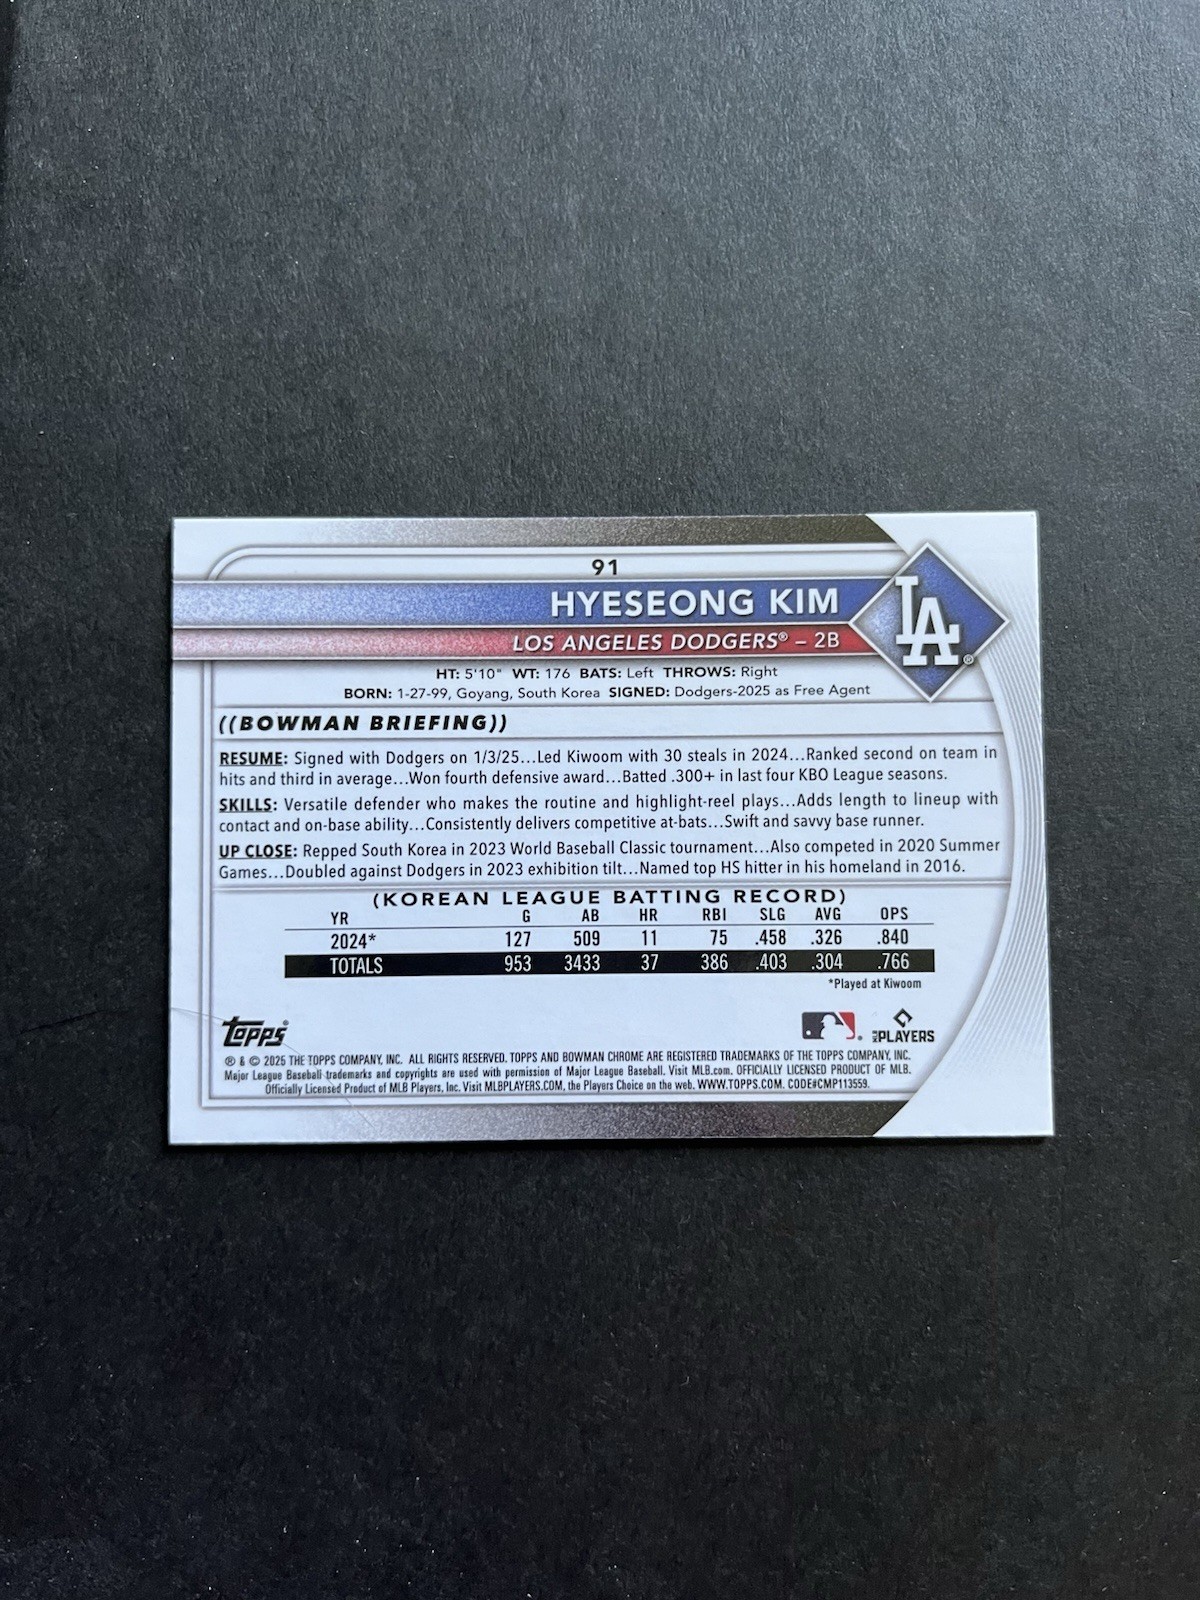 91
HYESEONG KIM
LOS ANGELES DODGERS® – 2B
LA ®
HT: 5'10" WT: 176 BATS: Left THROWS: Right
BORN: 1-27-99, Goyang, South Korea SIGNED: Dodgers-2025 as Free Agent
((BOWMAN BRIEFING))
RESUME: Signed with Dodgers on 1/3/25...Led Kiwoom with 30 steals in 2024...Ranked second on team in
hits and third in average...Won fourth defensive award...Batted .300+ in last four KBO League seasons.
SKILLS: Versatile defender who makes the routine and highlight-reel plays...Adds length to lineup with
contact and on-base ability...Consistently delivers competitive at-bats...Swift and savvy base runner.
UP CLOSE: Repped South Korea in 2023 World Baseball Classic tournament...Also competed in 2020 Summer
Games...Doubled against Dodgers in 2023 exhibition tilt...Named top HS hitter in his homeland in 2016.
(KOREAN LEAGUE BATTING RECORD)
YR G AB HR RBI SLG AVG OPS
2024* 127 509 11 75 .458 .326 .840
TOTALS 953 3433 37 386 .403 .304 .766
*Played at Kiwoom
Topps® ® MLB PLAYERS
® & © 2025 THE TOPPS COMPANY, INC. ALL RIGHTS RESERVED. TOPPS AND BOWMAN CHROME ARE REGISTERED TRADEMARKS OF THE TOPPS COMPANY, INC.
Major League Baseball trademarks and copyrights are used with permission of Major League Baseball. Visit MLB.com. OFFICIALLY LICENSED PRODUCT OF MLB.
Officially Licensed Product of MLB Players, Inc. Visit MLBPLAYERS.COM, the Players Choice on the web. WWW.TOPPS.COM. CODE#CMP113559.